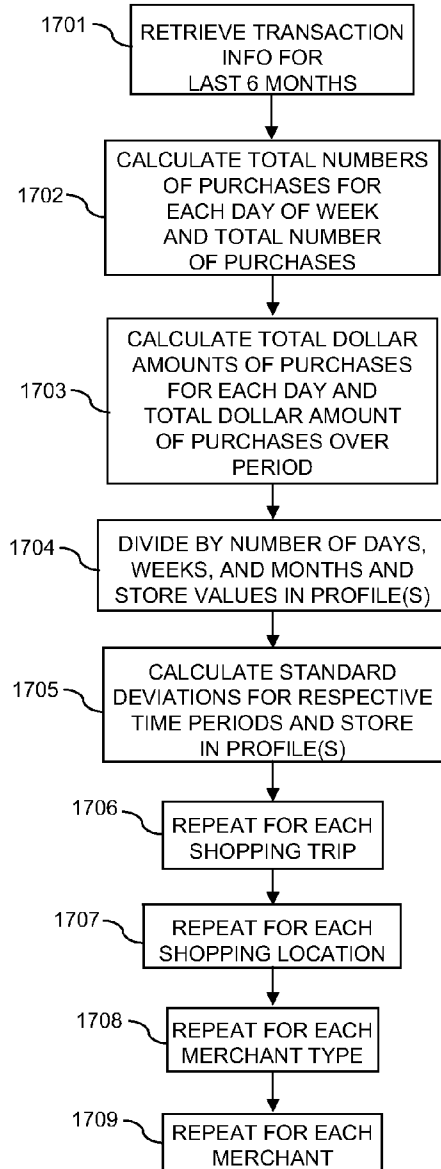 1701
RETRIEVE TRANSACTION
INFO FOR
LAST 6 MONTHS
1702
CALCULATE TOTAL NUMBERS
OF PURCHASES FOR
EACH DAY OF WEEK
AND TOTAL NUMBER
OF PURCHASES
1703
CALCULATE TOTAL DOLLAR
AMOUNTS OF PURCHASES
FOR EACH DAY AND
TOTAL DOLLAR AMOUNT
OF PURCHASES OVER
PERIOD
1704
DIVIDE BY NUMBER OF DAYS,
WEEKS, AND MONTHS AND
STORE VALUES IN PROFILE(S)
1705
CALCULATE STANDARD
DEVIATIONS FOR RESPECTIVE
TIME PERIODS AND STORE
IN PROFILE(S)
1706
REPEAT FOR EACH
SHOPPING TRIP
1707
REPEAT FOR EACH
SHOPPING LOCATION
1708
REPEAT FOR EACH
MERCHANT TYPE
1709
REPEAT FOR EACH
MERCHANT